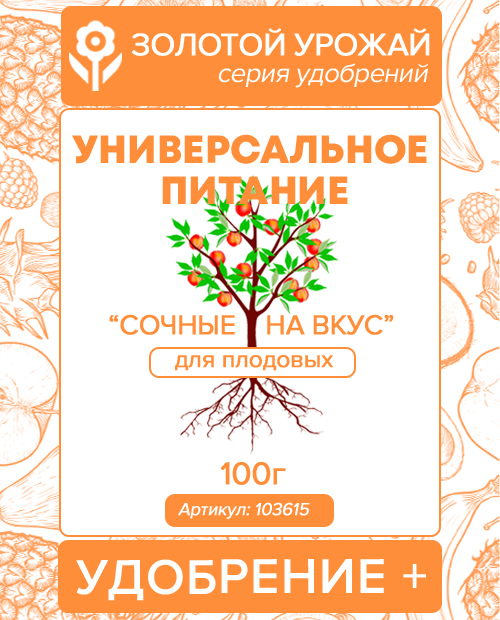 ЗОЛОТОЙ УРОЖАЙ
серия удобрений
УНИВЕРСАЛЬНОЕ
ПИТАНИЕ
“СОЧНЫЕ НА ВКУС”
для плодовых
100г
Артикул: 103615
УДОБРЕНИЕ +